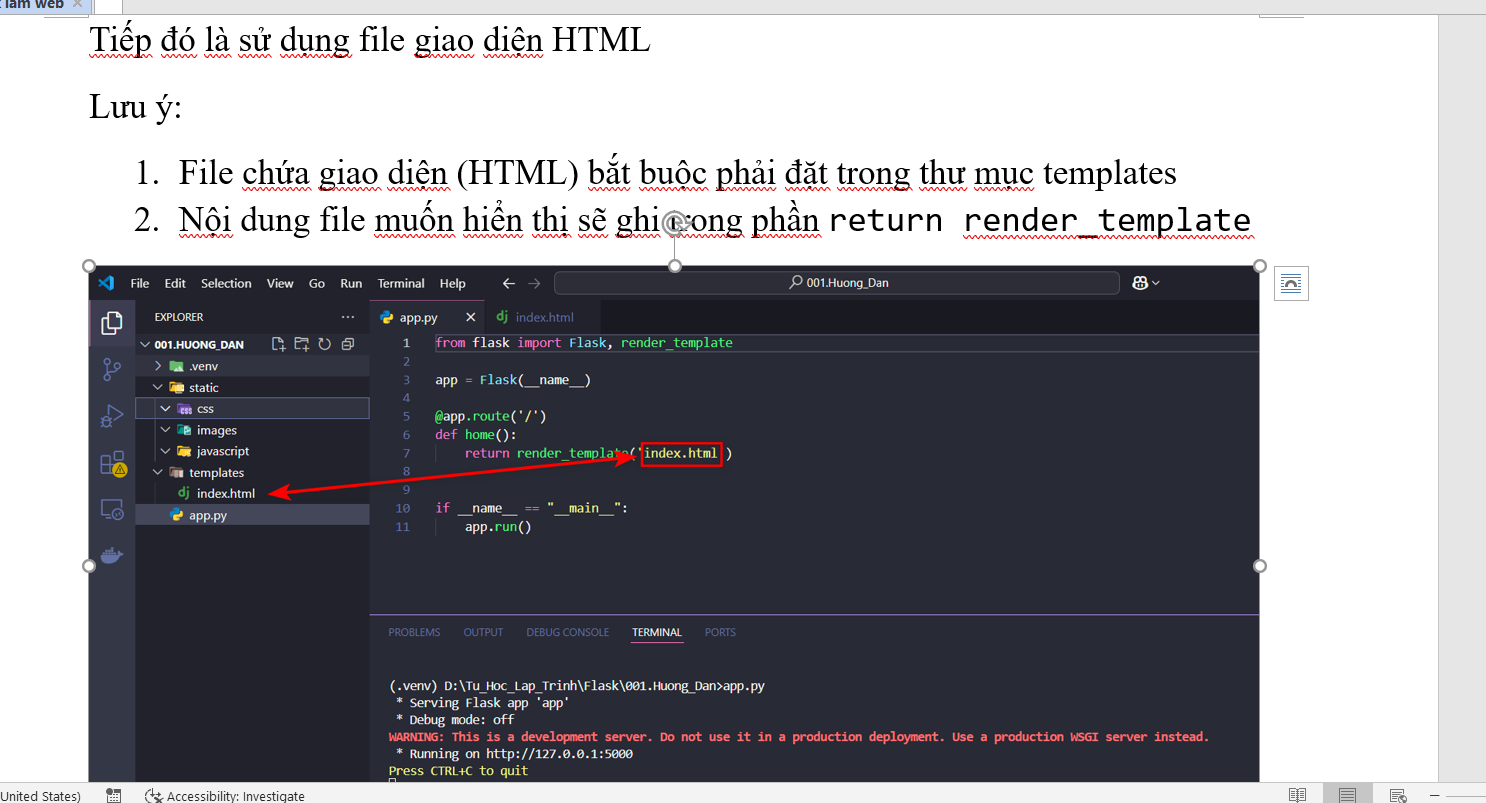 lam web
Tiếp đó là sử dụng file giao diện HTML
Lưu ý:
1. File chứa giao diện (HTML) bắt buộc phải đặt trong thư mục templates
2. Nội dung file muốn hiển thị sẽ ghi trong phần return render_template
File Edit Selection View Go Run Terminal Help 001.Huong_Dan
EXPLORER
001.HUONG_DAN
.venv
static
css
images
javascript
templates
index.html
app.py
app.py index.html
1 from flask import Flask, render_template
2
3 app = Flask(__name__)
4
5 @app.route('/')
6 def home():
7 return render_template('index.html')
8
9
10 if __name__ == "__main__":
11 app.run()
PROBLEMS OUTPUT DEBUG CONSOLE TERMINAL PORTS
(.venv) D:\Tu_Hoc_Lap_Trinh\Flask\001.Huong_Dan>app.py
* Serving Flask app 'app'
* Debug mode: off
WARNING: This is a development server. Do not use it in a production deployment. Use a production WSGI server instead.
* Running on http://127.0.0.1:5000
Press CTRL+C to quit
United States) Accessibility: Investigate